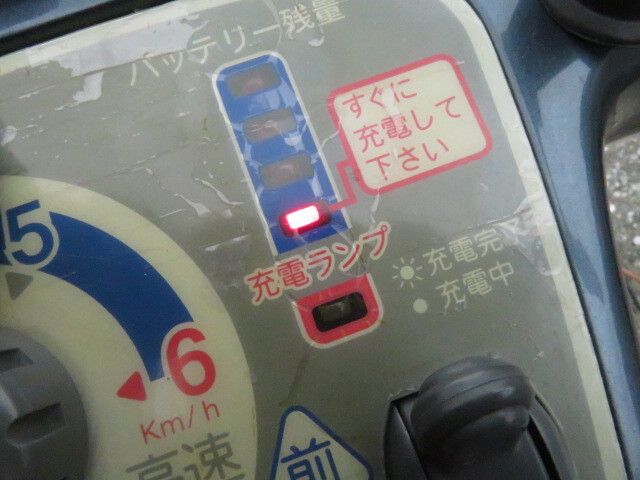 バッテリー残量
すぐに
充電して
下さい
充電ランプ
充電完
充電中
5
6
Km/h
高速
前